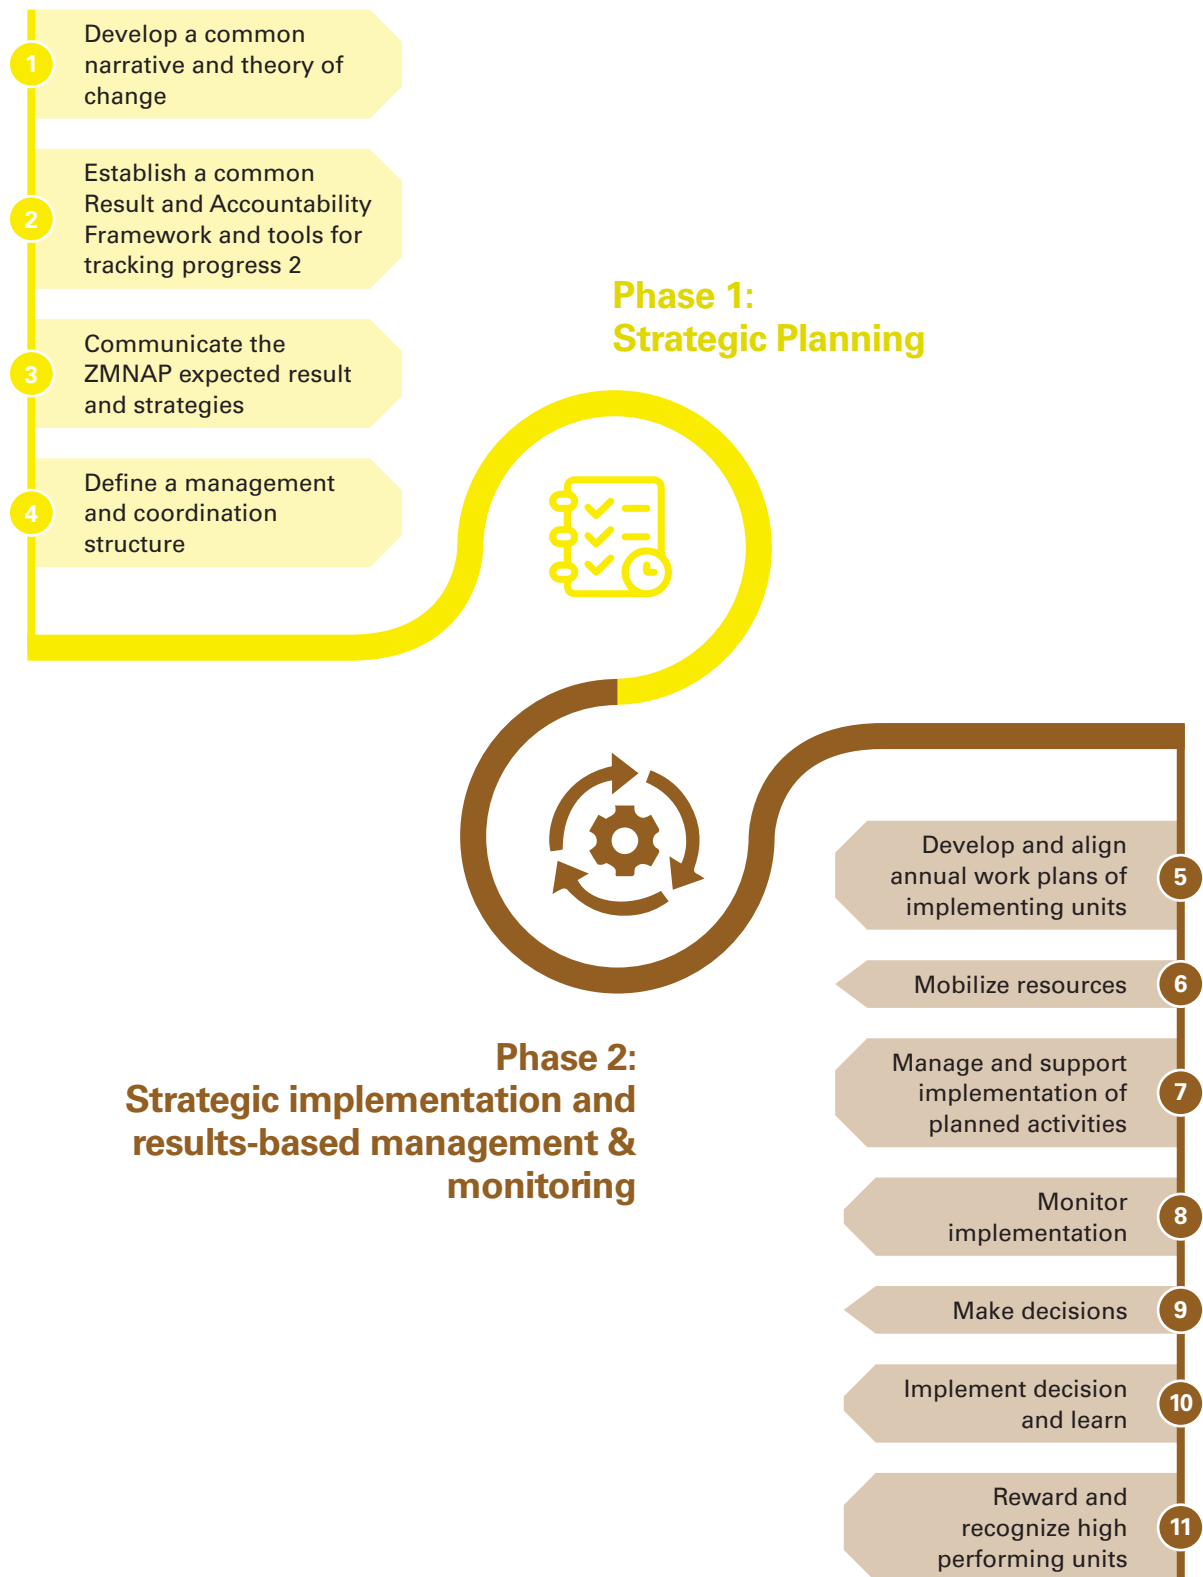 1
Develop a common
narrative and theory of
change
2
Establish a common
Result and Accountability
Framework and tools for
tracking progress 2
3
Communicate the
ZMNAP expected result
and strategies
4
Define a management
and coordination
structure
Phase 1:
Strategic Planning
Phase 2:
Strategic implementation and
results-based management &
monitoring
Develop and align
annual work plans of
implementing units
5
Mobilize resources
6
Manage and support
implementation of
planned activities
7
Monitor
implementation
8
Make decisions
9
Implement decision
and learn
10
Reward and
recognize high
performing units
11